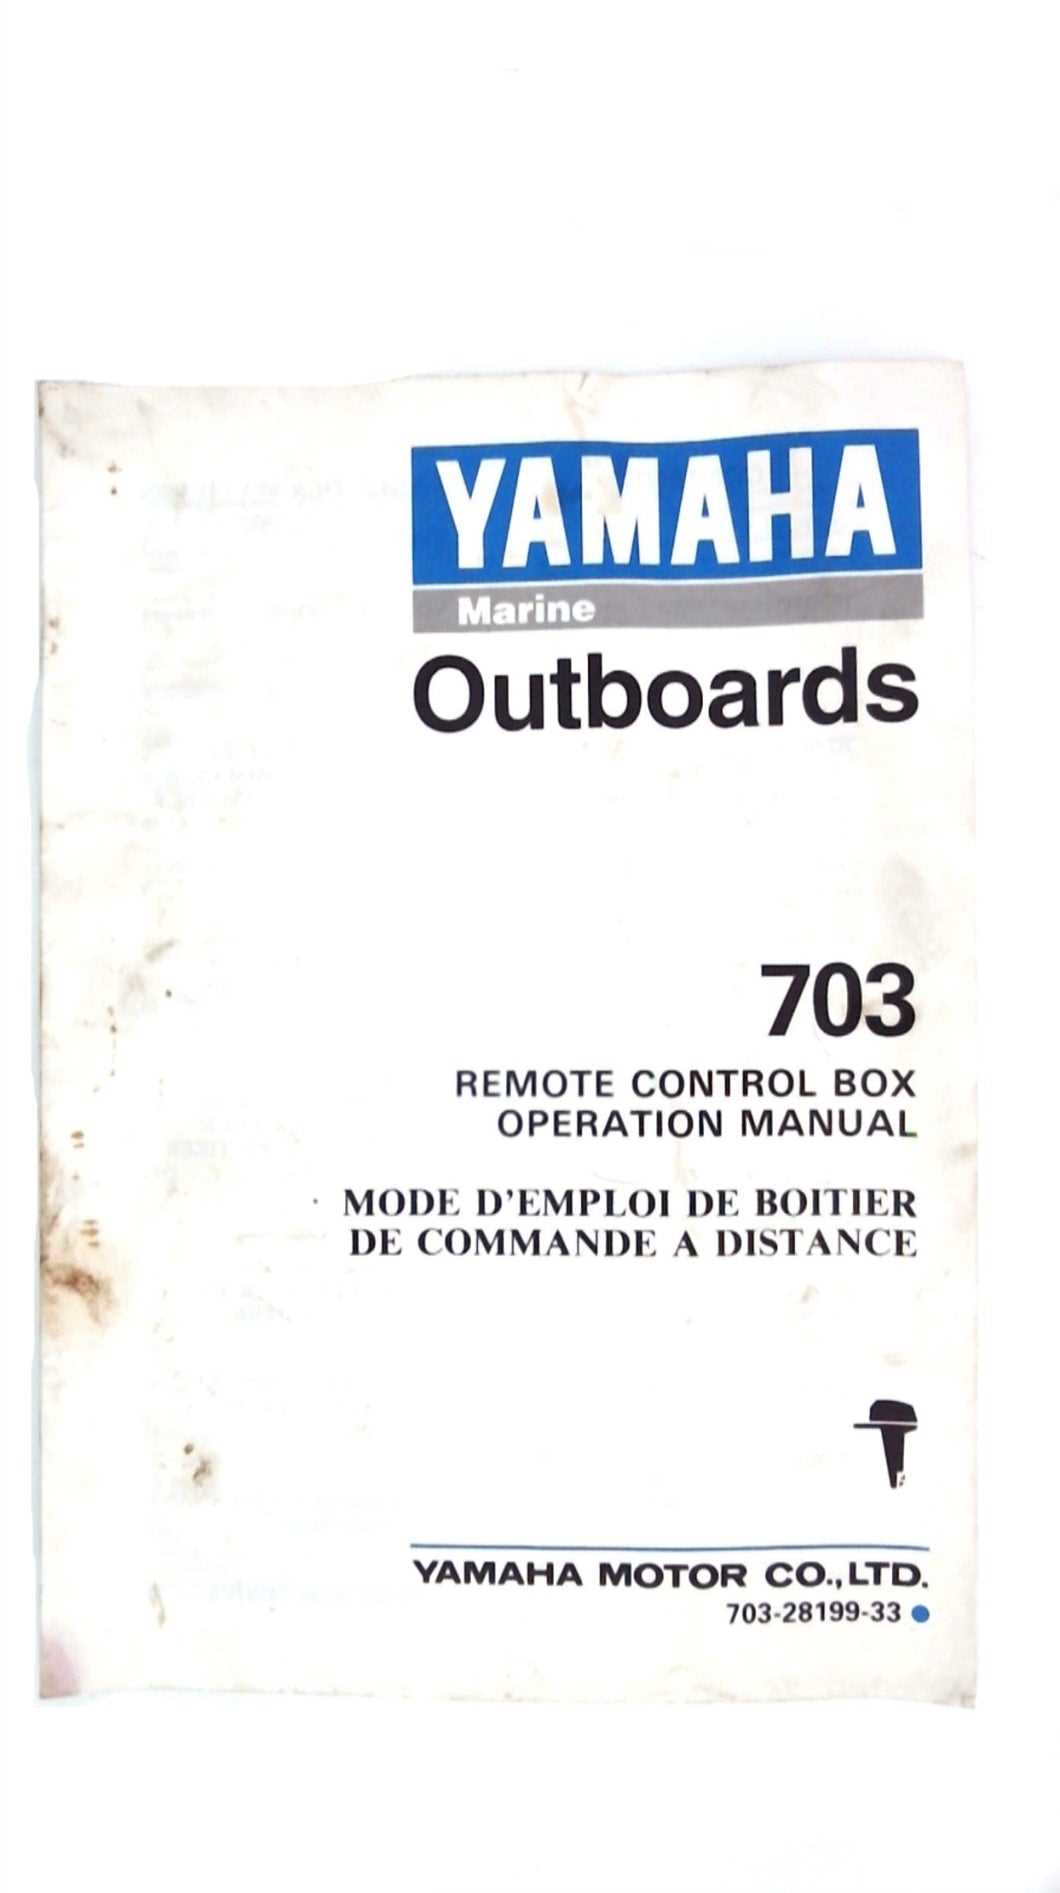 YAMAHA
Marine
Outboards
703
REMOTE CONTROL BOX
OPERATION MANUAL
MODE D'EMPLOI DE BOITIER
DE COMMANDE A DISTANCE
YAMAHA MOTOR CO., LTD.
703-28199-33